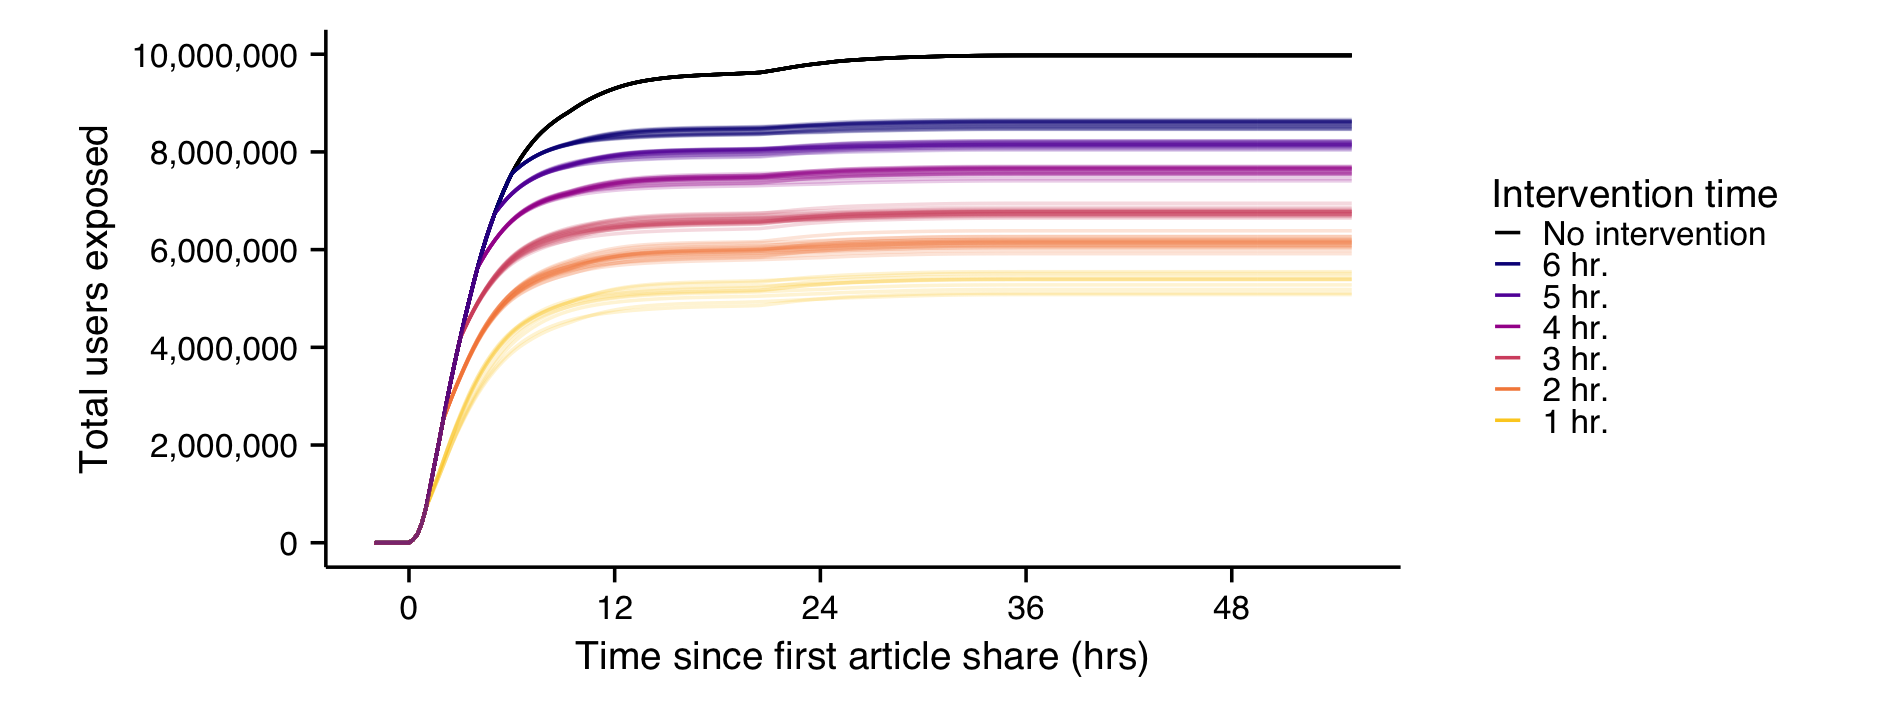 Total users exposed
10,000,000
8,000,000
6,000,000
4,000,000
2,000,000
0
0 12 24 36 48
Time since first article share (hrs)
Intervention time
No intervention
6 hr.
5 hr.
4 hr.
3 hr.
2 hr.
1 hr.